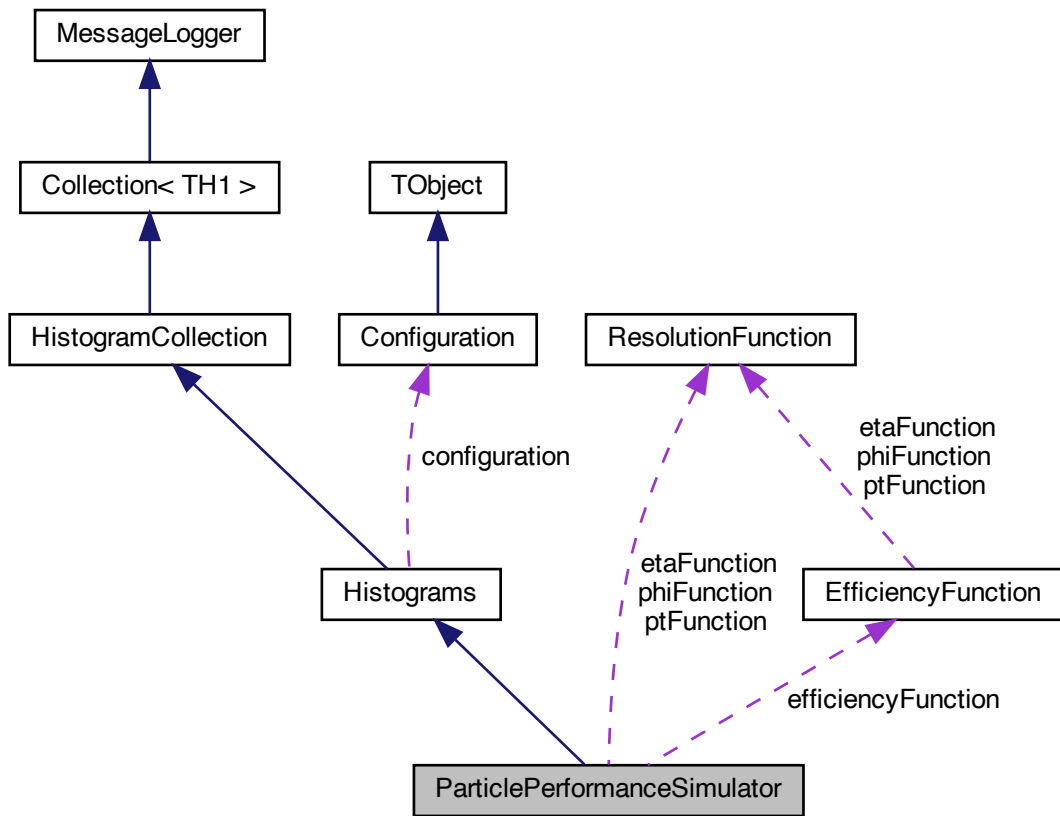 MessageLogger
Collection< TH1 >
TObject
HistogramCollection
Configuration
ResolutionFunction
configuration
etaFunction
phiFunction
ptFunction
etaFunction
phiFunction
ptFunction
Histograms
EfficiencyFunction
efficiencyFunction
ParticlePerformanceSimulator